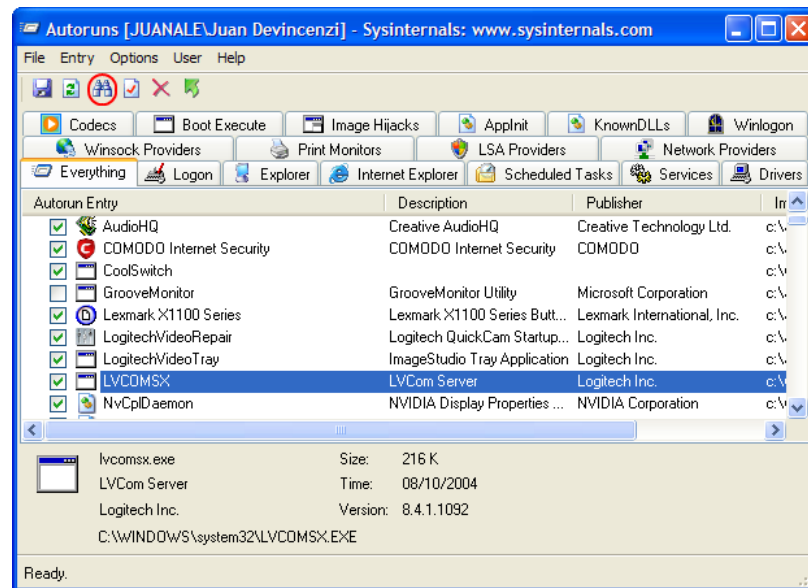 Autoruns [JUANALE\Juan Devincenzi] - Sysinternals: www.sysinternals.com
File Entry Options User Help
Codecs Boot Execute Image Hijacks AppInit KnownDLLs Winlogon
Winsock Providers Print Monitors LSA Providers Network Providers
Everything Logon Explorer Internet Explorer Scheduled Tasks Services Drivers
Autorun Entry Description Publisher
AudioHQ Creative AudioHQ Creative Technology Ltd. c:\
COMODO Internet Security COMODO Internet Security COMODO c:\
CoolSwitch c:\
GrooveMonitor GrooveMonitor Utility Microsoft Corporation c:\
Lexmark X1100 Series Lexmark X1100 Series Butt... Lexmark International, Inc. c:\
LogitechVideoRepair Logitech QuickCam Startup... Logitech Inc. c:\
LogitechVideoTray ImageStudio Tray Application Logitech Inc. c:\
LVCOMSX LVCom Server Logitech Inc. c:\
NvCplDaemon NVIDIA Display Properties ... NVIDIA Corporation c:\
lvcomsx.exe Size: 216 K
LVCom Server Time: 08/10/2004
Logitech Inc. Version: 8.4.1.1092
C:\WINDOWS\system32\LVCOMSX.EXE
Ready.